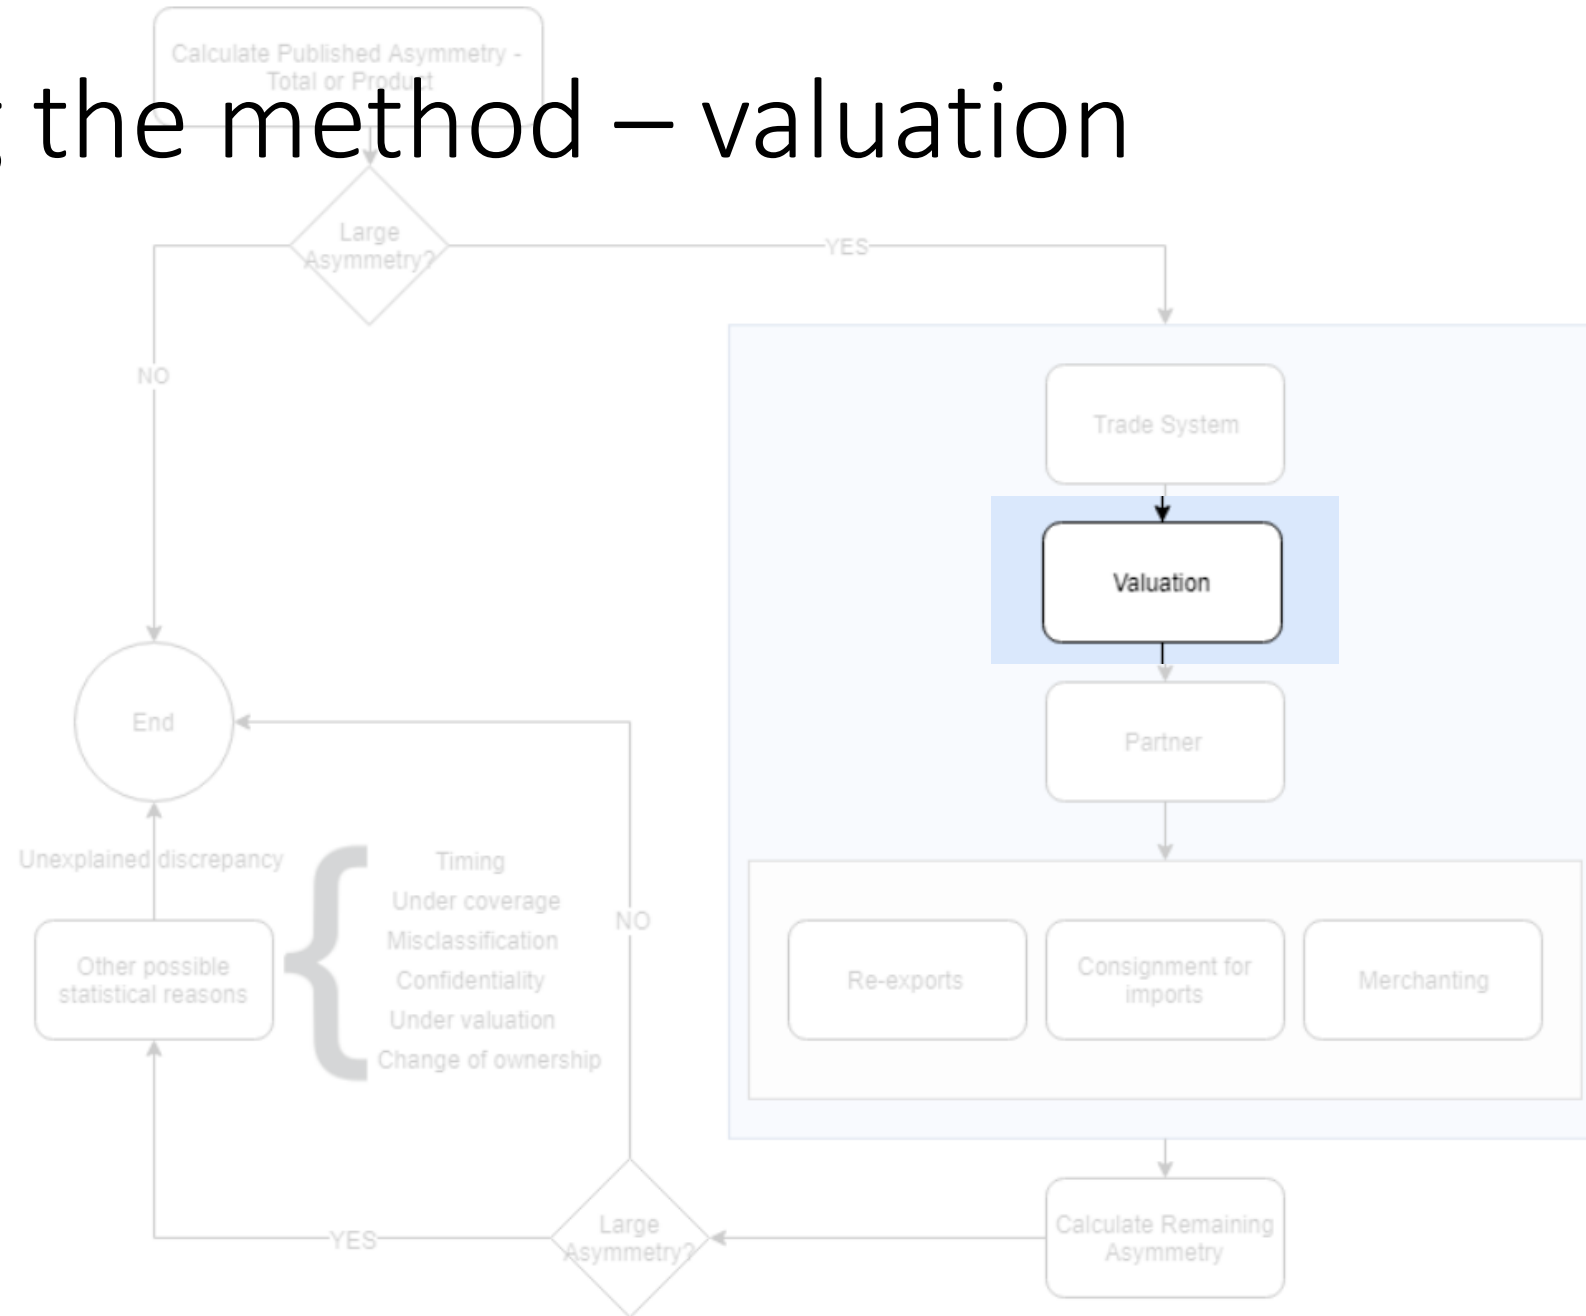 Calculate Published Asymmetry -
Total or Product
the method – valuation
Large
Asymmetry?
YES
NO
Trade System
Valuation
Partner
End
Unexplained discrepancy
Timing
Under coverage
Misclassification
Confidentiality
Under valuation
Change of ownership
NO
Other possible
statistical reasons
Re-exports
Consignment for
imports
Merchanting
Calculate Remaining
Asymmetry
Large
Asymmetry?
YES